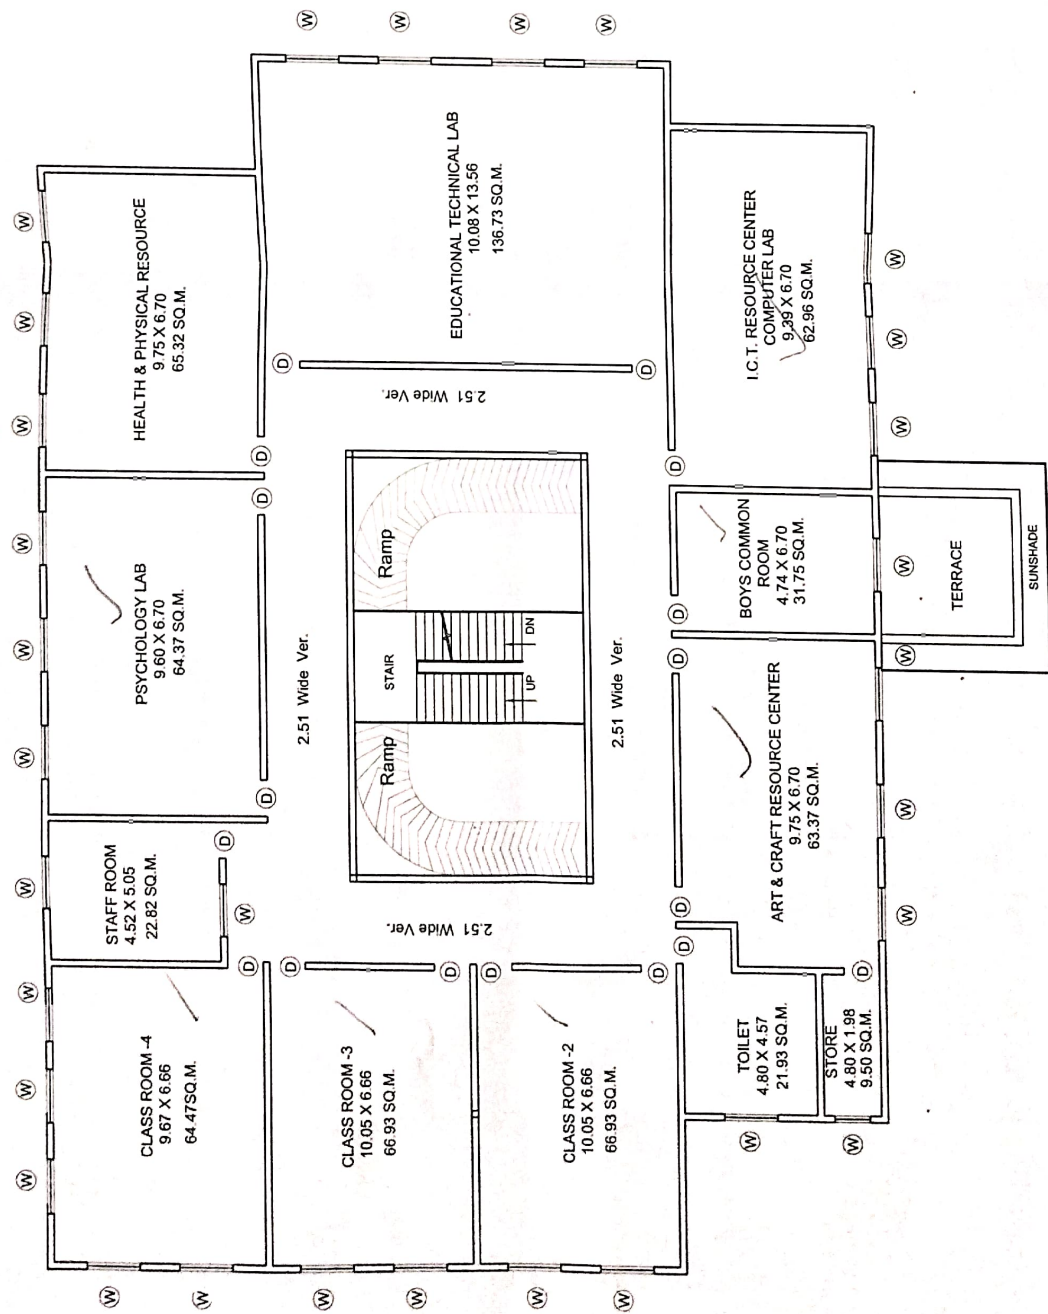 W W W W W W W W W
CLASS ROOM -4
9.67 X 6.66
64.47SQ.M.
STAFF ROOM
4.52 X 5.05
22.82 SQ.M.
PSYCHOLOGY LAB
9.60 X 6.70
64.37 SQ.M.
HEALTH & PHYSICAL RESOURCE
9.75 X 6.70
65.32 SQ.M.
W
W
D
W
D
D
D
D
D
D
W
W
2.51 Wide Ver.
CLASS ROOM -3
10.05 X 6.66
66.93 SQ.M.
W
W
2.51 Wide Ver.
Ramp
STAIR
Ramp
UP
DN
2.51 Wide Ver.
EDUCATIONAL TECHNICAL LAB
10.08 X 13.56
136.73 SQ.M.
W
W
D
D
CLASS ROOM -2
10.05 X 6.66
66.93 SQ.M.
W
W
2.51 Wide Ver.
W
W
D
D
D
D
D
D
D
TOILET
4.80 X 4.57
21.93 SQ.M.
W
STORE
4.80 X 1.98
9.50 SQ.M.
W
D
ART & CRAFT RESOURCE CENTER
9.75 X 6.70
63.37 SQ.M.
BOYS COMMON
ROOM
4.74 X 6.70
31.75 SQ.M.
I.C.T. RESOURCE CENTER
COMPUTER LAB
9.39 X 6.70
62.96 SQ.M.
W W W W W W W
TERRACE
SUNSHADE